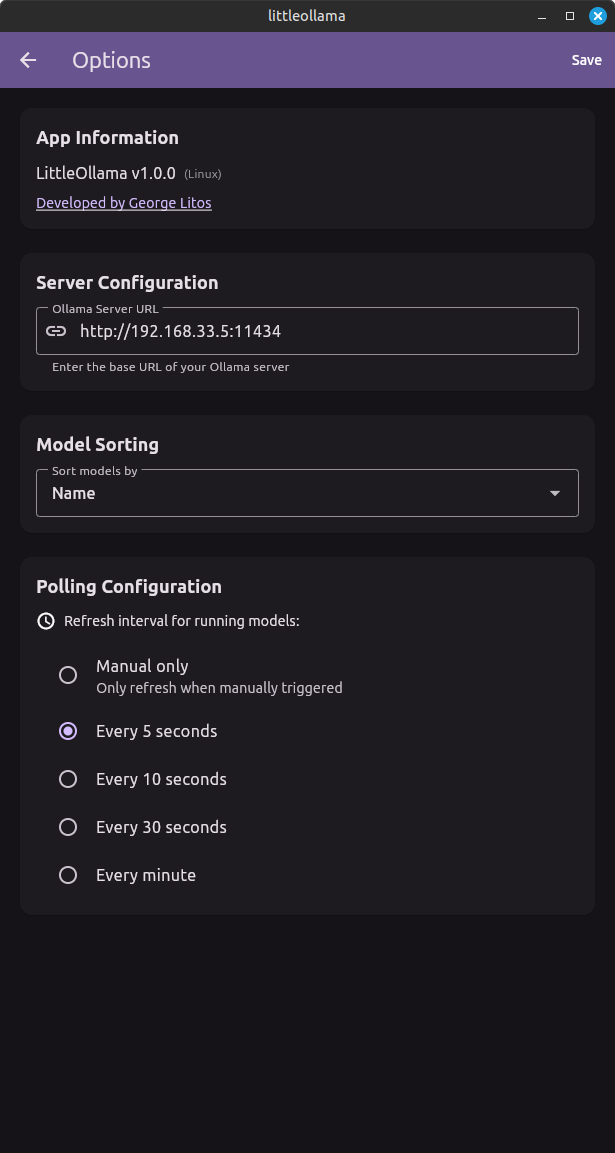 littleollama
Options
Save
App Information
LittleOllama v1.0.0 (Linux)
Developed by George Litos
Server Configuration
Ollama Server URL
http://192.168.33.5:11434
Enter the base URL of your Ollama server
Model Sorting
Sort models by
Name
Polling Configuration
Refresh interval for running models:
Manual only
Only refresh when manually triggered
Every 5 seconds
Every 10 seconds
Every 30 seconds
Every minute